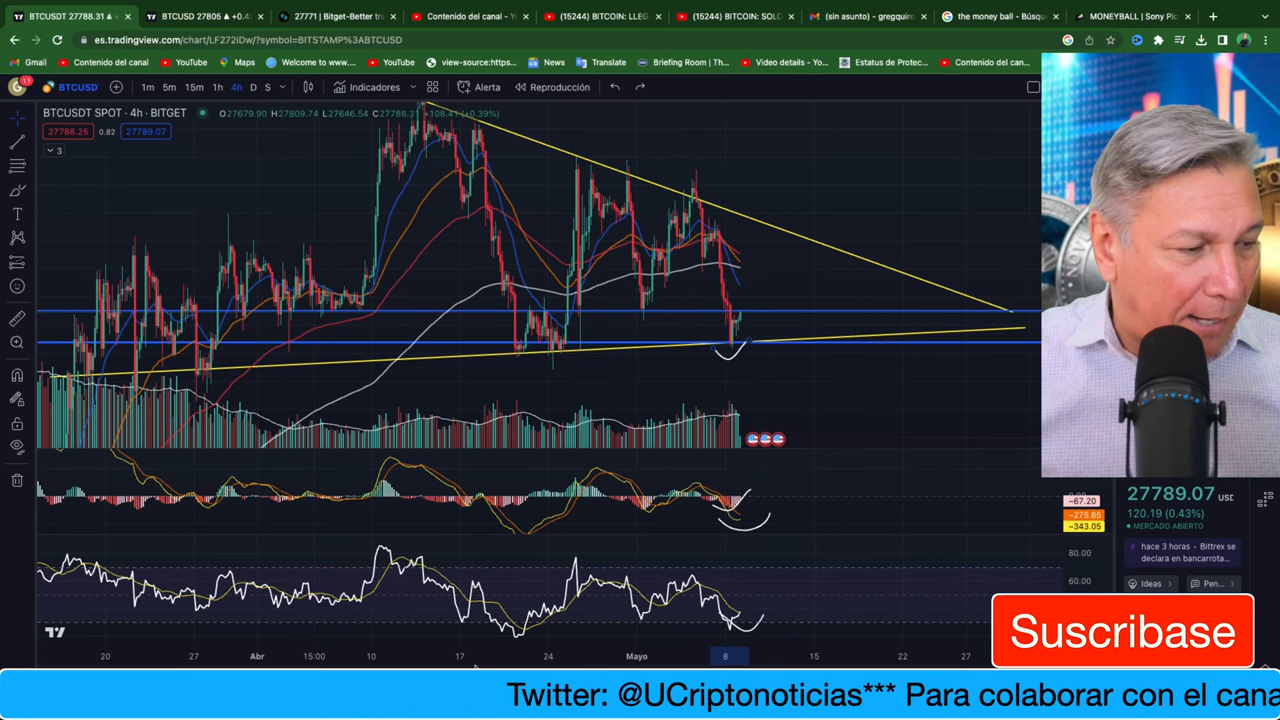 BTCUSDT 27788.31
BTCUSD 27805
27771 | Bitget-Better tra
Contenido del canal - Yo
(15244) BITCOIN: LLEG
(15244) BITCOIN: SOLO
(sin asunto) - gregquiro
the money ball - Búsqu
MONEYBALL | Sony Pic
es.tradingview.com/chart/LF272iDw/?symbol=BITSTAMP%3ABTCUSD
Gmail
Contenido del canal...
YouTube
Maps
Welcome to www....
YouTube
view-source:https...
News
Translate
Briefing Room | Th...
Video details - Yo...
Estatus de Protec...
Contenido del can...
11
G
BTCUSD
1m 5m 15m 1h 4h D S
Indicadores
Alerta
Reproducción
BTCUSDT SPOT · 4h · BITGET
O27679.90 H27809.74 L27646.54 C27788.31 +108.41 (+0.39%)
27788.25 0.82 27789.07
3
27789.07 USD
120.19 (0.43%)
MERCADO ABIERTO
hace 3 horas - Bittrex se
declara en bancarrota...
Ideas
Pen...
−67.20
−275.85
−343.05
80.00
60.00
20 27 Abr 15:00 10 17 24 Mayo 8 15 22 27
Suscribase
Twitter: @UCriptonoticias*** Para colaborar con el cana